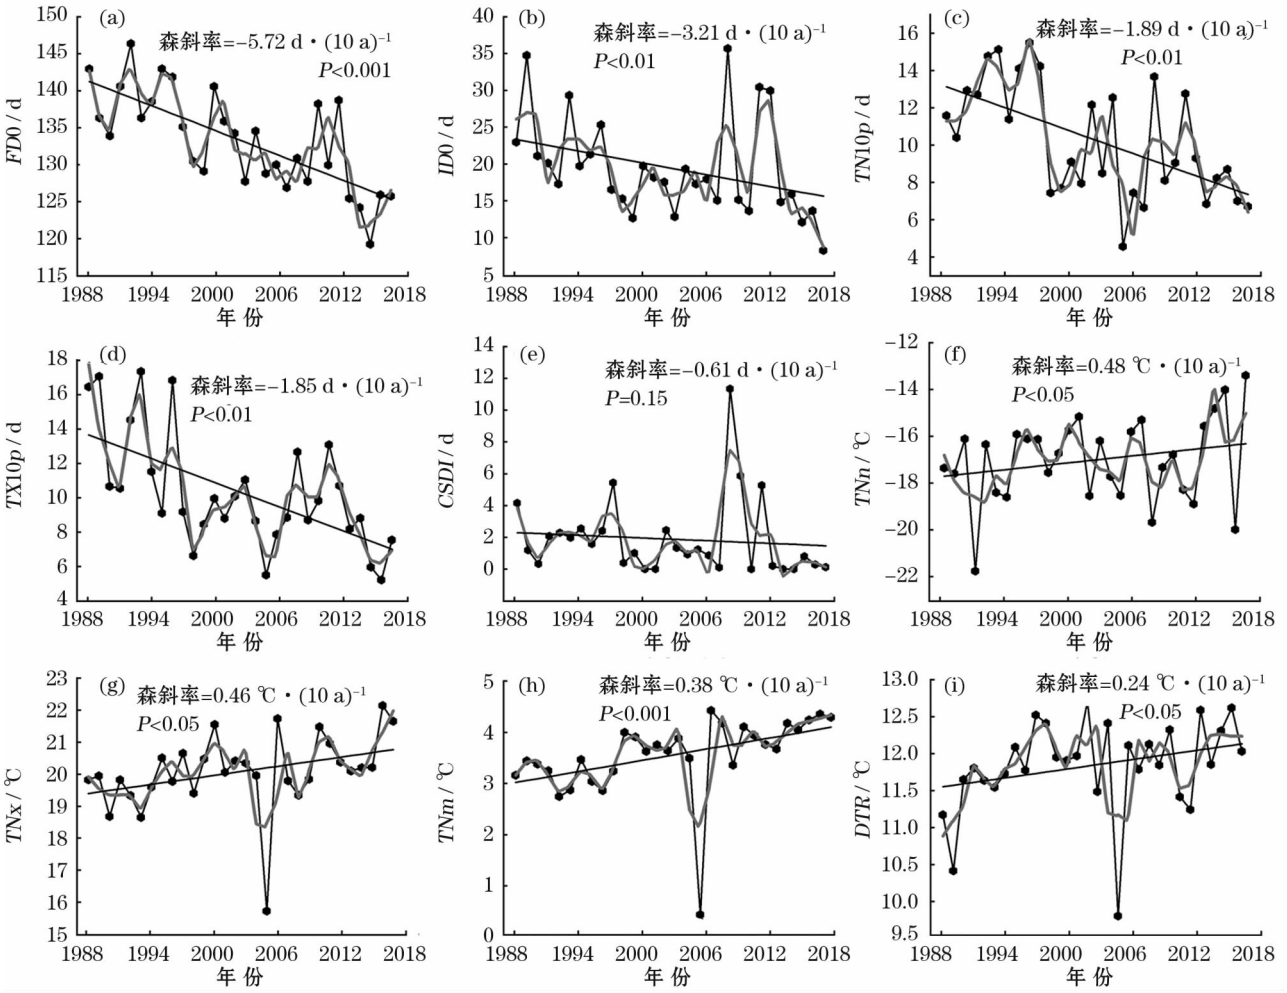 (a)
森斜率=-5.72 d·(10 a)⁻¹
P<0.001
FD0 / d
150
145
140
135
130
125
120
115
1988 1994 2000 2006 2012 2018
年 份
(b)
森斜率=-3.21 d·(10 a)⁻¹
P<0.01
ID0 / d
40
35
30
25
20
15
10
5
1988 1994 2000 2006 2012 2018
年 份
(c)
森斜率=-1.89 d·(10 a)⁻¹
P<0.01
TN10p / d
16
14
12
10
8
6
4
1988 1994 2000 2006 2012 2018
年 份
(d)
森斜率=-1.85 d·(10 a)⁻¹
P<0.01
TX10p / d
18
16
14
12
10
8
6
4
1988 1994 2000 2006 2012 2018
年 份
(e)
森斜率=-0.61 d·(10 a)⁻¹
P=0.15
CSDI / d
14
12
10
8
6
4
2
0
1988 1994 2000 2006 2012 2018
年 份
(f)
森斜率=0.48 ℃·(10 a)⁻¹
P<0.05
TNn / ℃
-12
-14
-16
-18
-20
-22
1988 1994 2000 2006 2012 2018
年 份
(g)
森斜率=0.46 ℃·(10 a)⁻¹
P<0.05
TNx / ℃
23
22
21
20
19
18
17
16
15
1988 1994 2000 2006 2012 2018
年 份
(h)
森斜率=0.38 ℃·(10 a)⁻¹
P<0.001
TNm / ℃
5
4
3
2
1
0
1988 1994 2000 2006 2012 2018
年 份
(i)
森斜率=0.24 ℃·(10 a)⁻¹
P<0.05
DTR / ℃
13.0
12.5
12.0
11.5
11.0
10.5
10.0
9.5
1988 1994 2000 2006 2012 2018
年 份